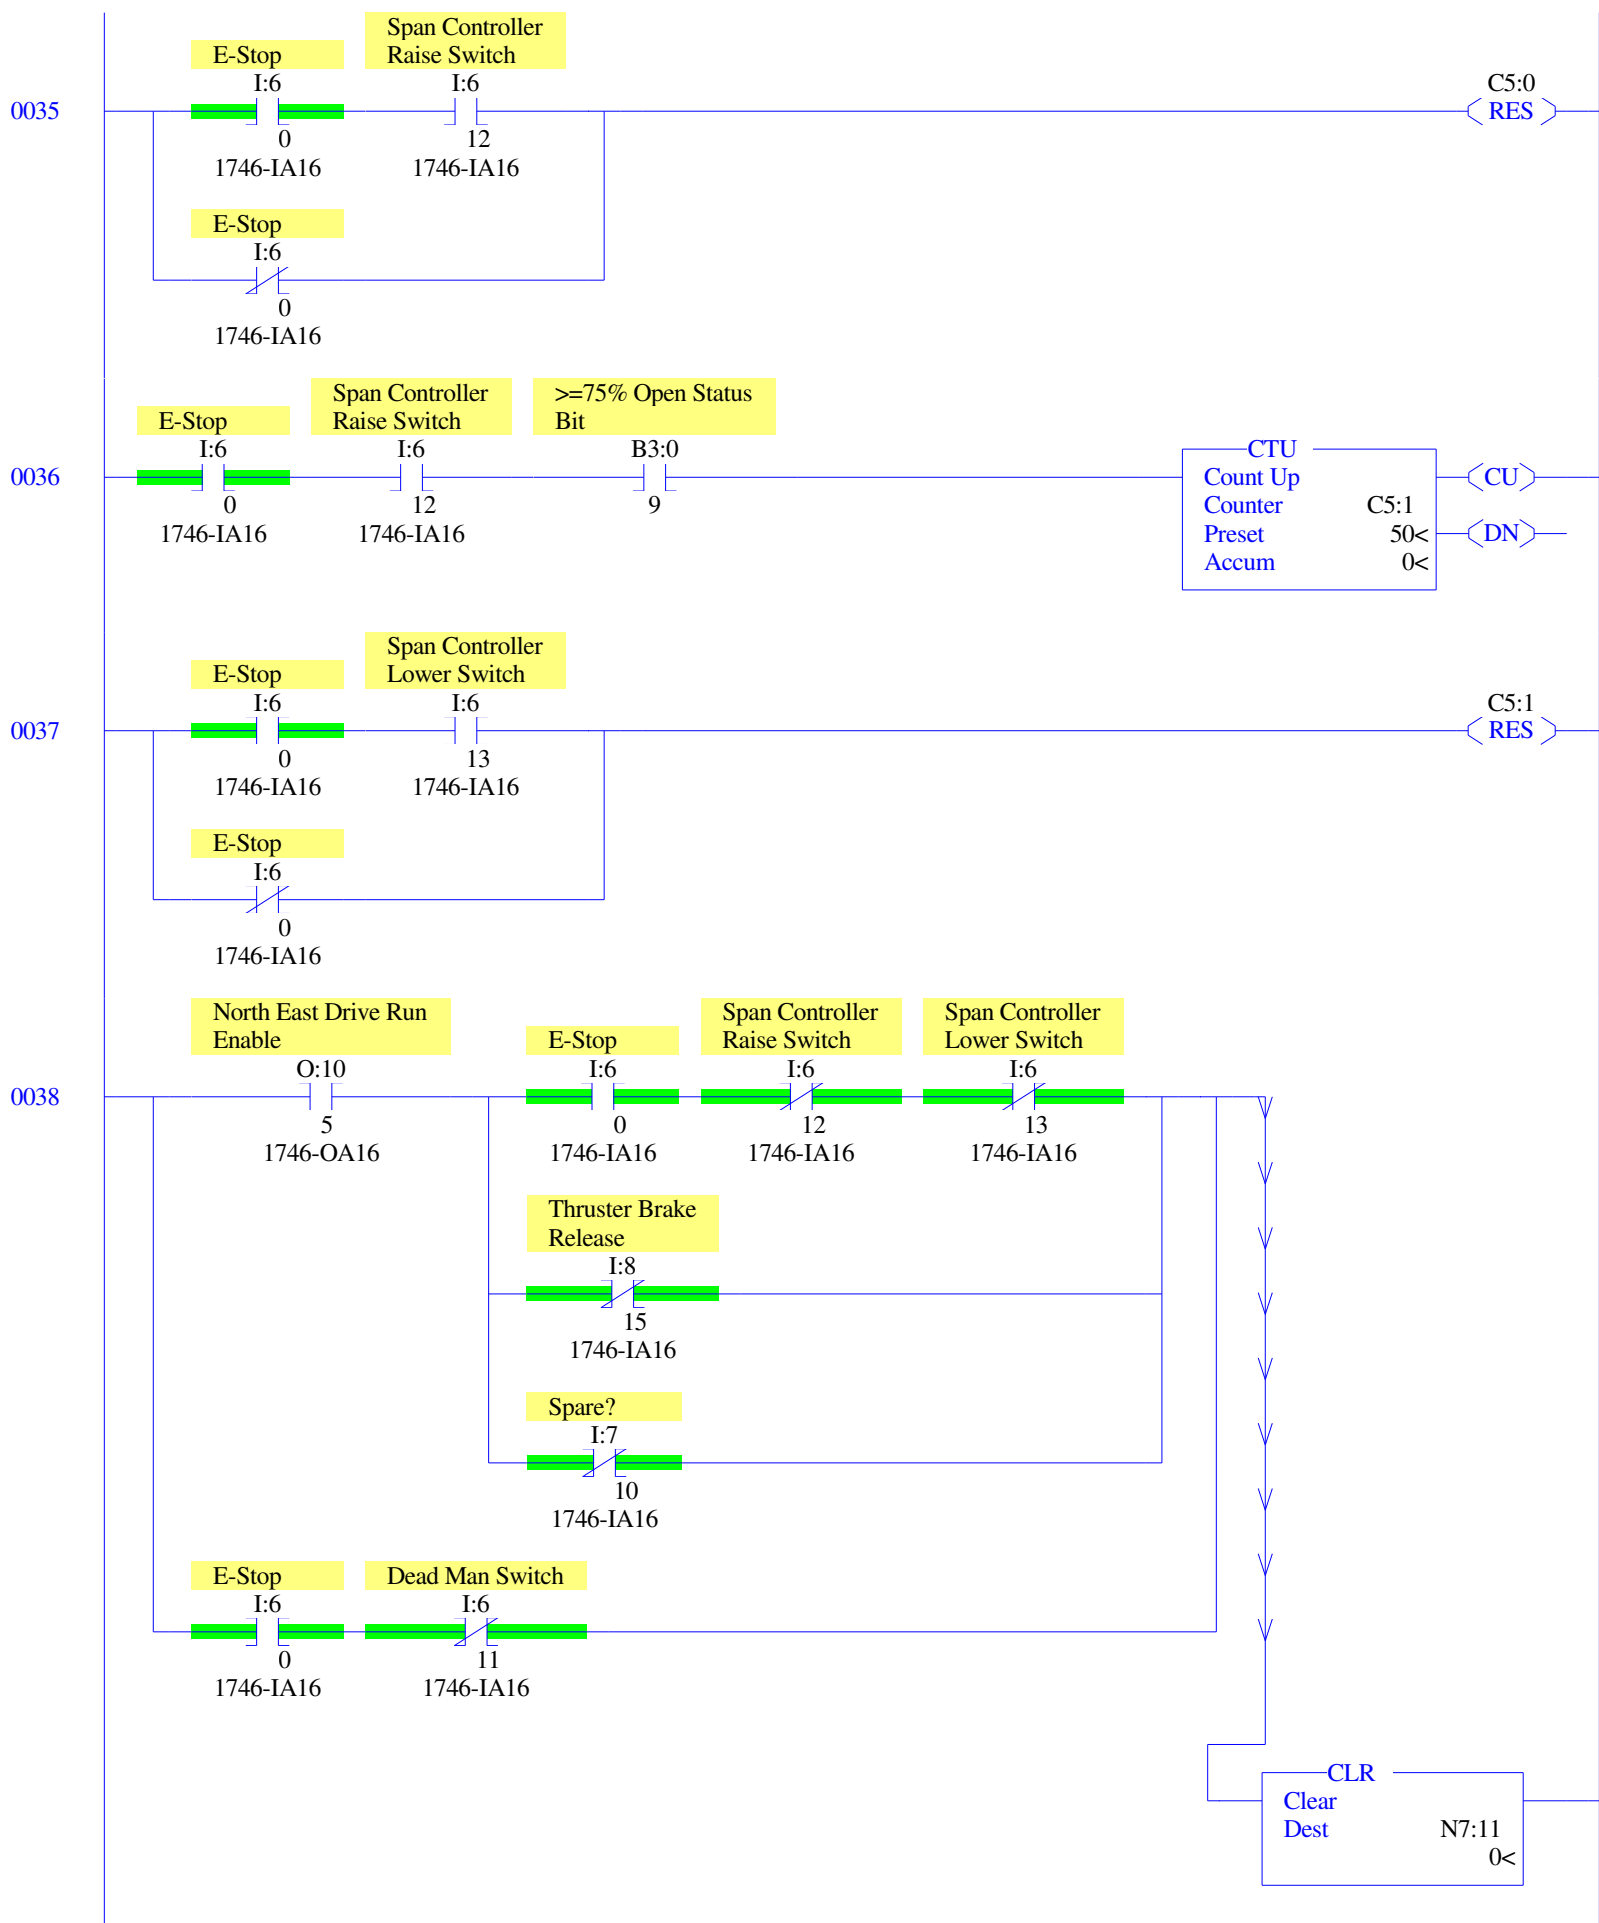 E-Stop
I:6
0
1746-IA16
Span Controller
Raise Switch
I:6
12
1746-IA16
C5:0
RES
0035
E-Stop
I:6
0
1746-IA16
E-Stop
I:6
0
1746-IA16
Span Controller
Raise Switch
I:6
12
1746-IA16
>=75% Open Status
Bit
B3:0
9
0036
CTU
Count Up
Counter C5:1
Preset 50<
Accum 0<
CU
DN
E-Stop
I:6
0
1746-IA16
Span Controller
Lower Switch
I:6
13
1746-IA16
C5:1
RES
0037
E-Stop
I:6
0
1746-IA16
North East Drive Run
Enable
O:10
5
1746-OA16
E-Stop
I:6
0
1746-IA16
Span Controller
Raise Switch
I:6
12
1746-IA16
Span Controller
Lower Switch
I:6
13
1746-IA16
0038
Thruster Brake
Release
I:8
15
1746-IA16
Spare?
I:7
10
1746-IA16
E-Stop
I:6
0
1746-IA16
Dead Man Switch
I:6
11
1746-IA16
CLR
Clear
Dest N7:11
0<